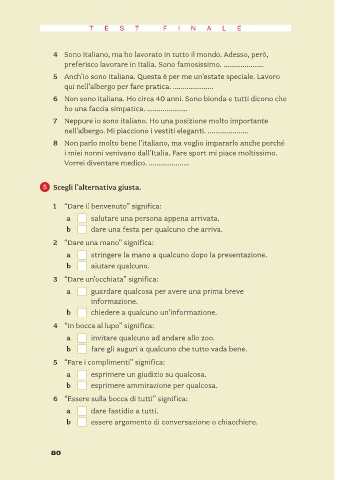 TEST FINALE
4 Sono italiano, ma ho lavorato in tutto il mondo. Adesso, però,
preferisco lavorare in Italia. Sono famosissimo. ....................
5 Anch'io sono italiana. Questa è per me un'estate speciale. Lavoro
qui nell'albergo per fare pratica. ....................
6 Non sono italiana. Ho circa 40 anni. Sono bionda e tutti dicono che
ho una faccia simpatica. ....................
7 Neppure io sono italiano. Ho una posizione molto importante
nell'albergo. Mi piacciono i vestiti eleganti. ....................
8 Non parlo molto bene l'italiano, ma voglio impararlo anche perché
i miei nonni venivano dall'Italia. Fare sport mi piace moltissimo.
Vorrei diventare medico. ....................
5 Scegli l'alternativa giusta.
1 "Dare il benvenuto" significa:
a salutare una persona appena arrivata.
b dare una festa per qualcuno che arriva.
2 "Dare una mano" significa:
a stringere la mano a qualcuno dopo la presentazione.
b aiutare qualcuno.
3 "Dare un'occhiata" significa:
a guardare qualcosa per avere una prima breve
informazione.
b chiedere a qualcuno un'informazione.
4 "In bocca al lupo" significa:
a invitare qualcuno ad andare allo zoo.
b fare gli auguri a qualcuno che tutto vada bene.
5 "Fare i complimenti" significa:
a esprimere un giudizio su qualcosa.
b esprimere ammirazione per qualcosa.
6 "Essere sulla bocca di tutti" significa:
a dare fastidio a tutti.
b essere argomento di conversazione o chiacchiere.
80